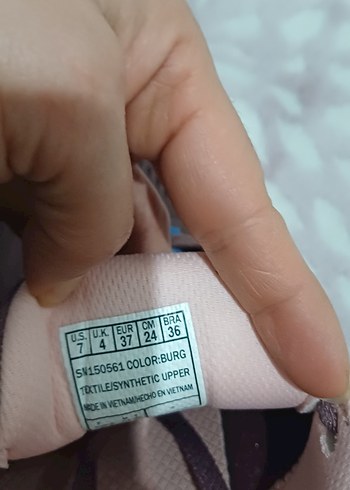 U.S. U.K. EUR CM BRA
7 4 37 24 36
SN150561 COLOR:BURG
TEXTILE/SYNTHETIC UPPER
MADE IN VIETNAM/HECHO EN VIETNAM